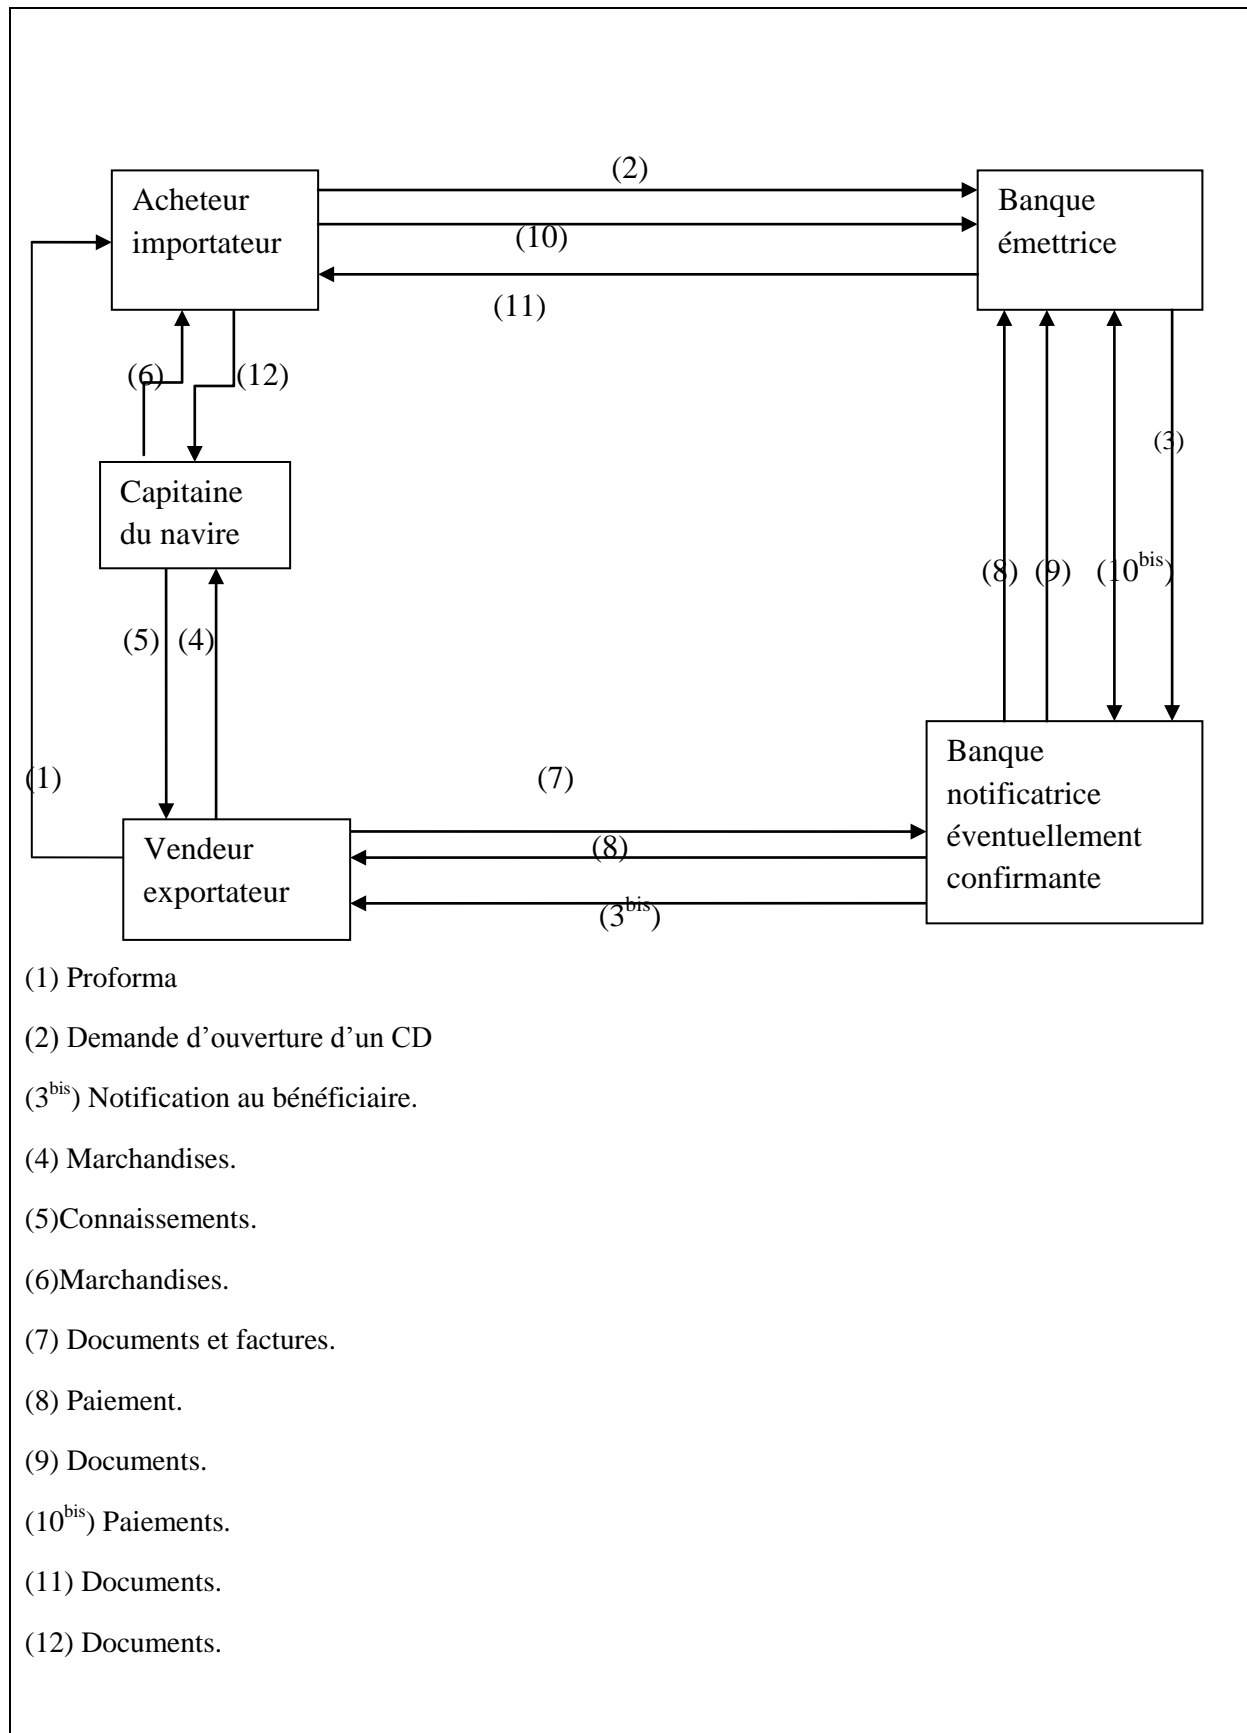 (2)
Acheteur
importateur
Banque
émettrice
(10)
(11)
(6)
(12)
(3)
Capitaine
du navire
(8)
(9)
(10bis)
(5)
(4)
(1)
(7)
Banque
notificatrice
éventuellement
confirmante
Vendeur
exportateur
(8)
(3bis)
(1) Proforma
(2) Demande d’ouverture d’un CD
(3bis) Notification au bénéficiaire.
(4) Marchandises.
(5)Connaissements.
(6)Marchandises.
(7) Documents et factures.
(8) Paiement.
(9) Documents.
(10bis) Paiements.
(11) Documents.
(12) Documents.